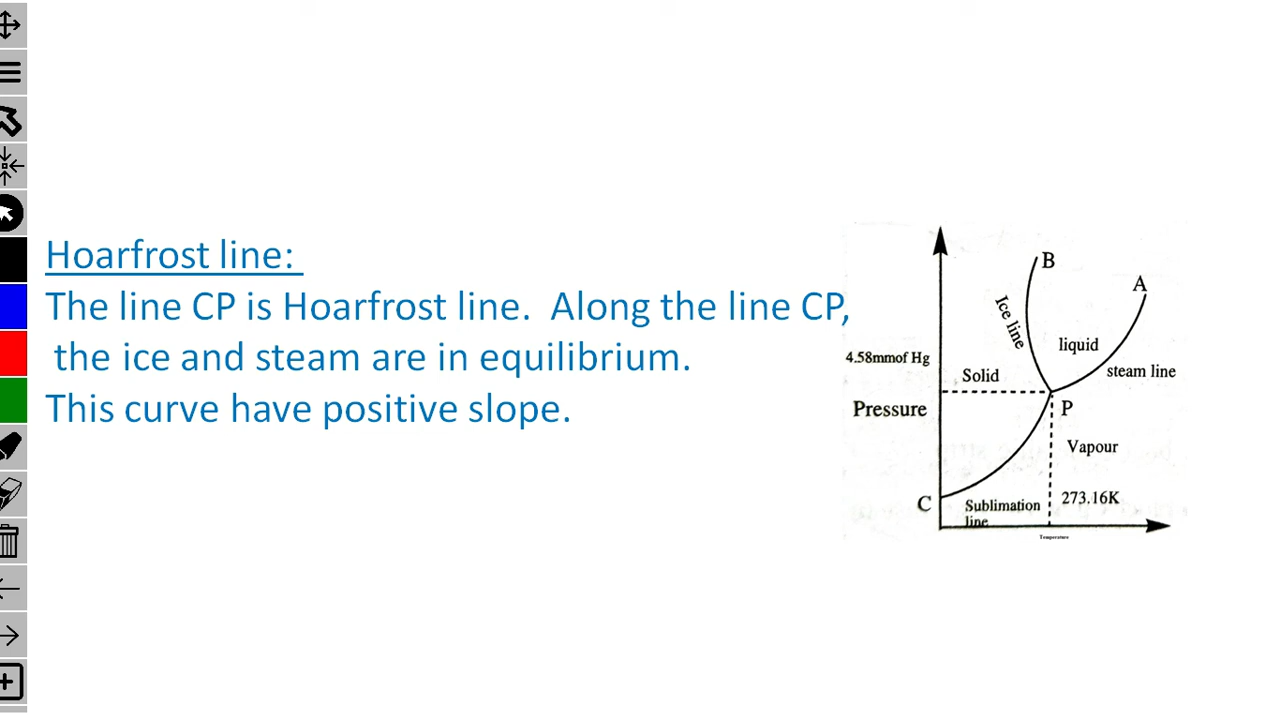 Hoarfrost line:
The line CP is Hoarfrost line. Along the line CP,
the ice and steam are in equilibrium.
This curve have positive slope.
B
A
Ice line
liquid
4.58mmof Hg
steam line
Solid
Pressure
P
Vapour
C
Sublimation
line
273.16K
Temperature